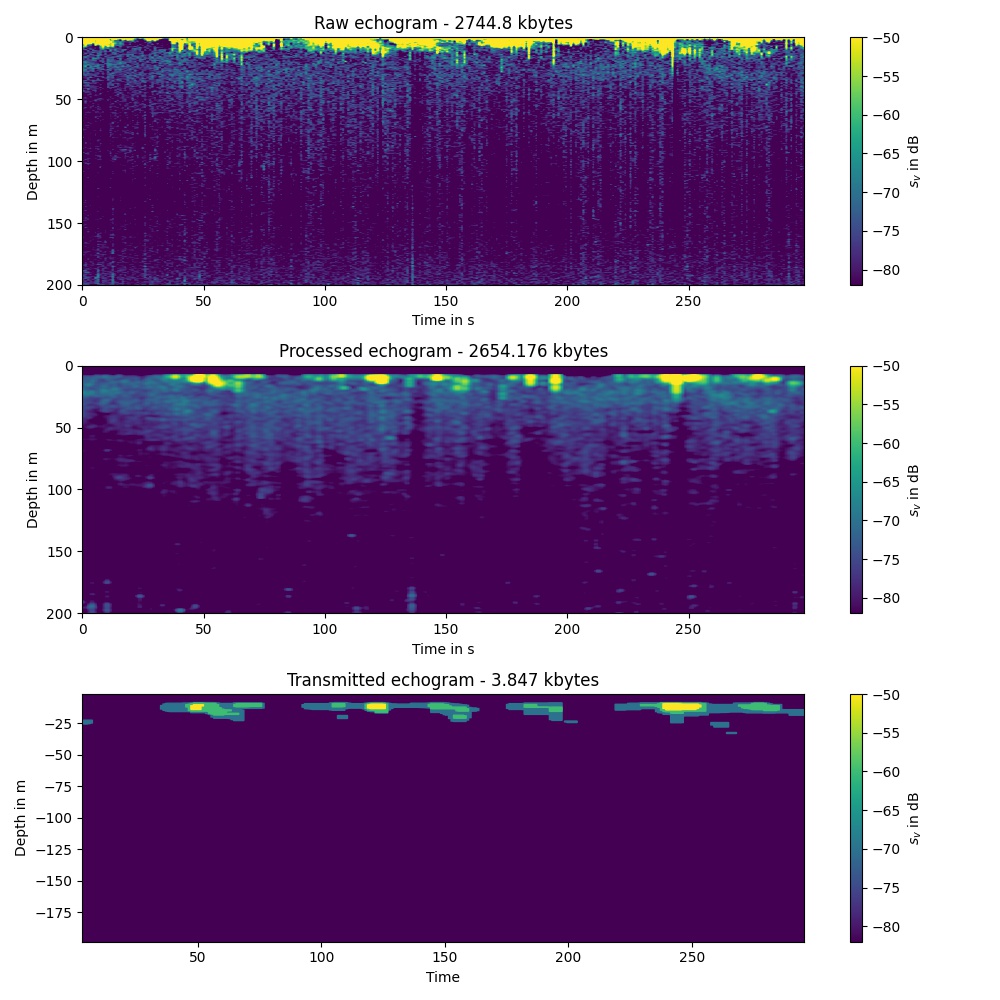 Raw echogram - 2744.8 kbytes
0
50
100
150
200
Depth in m
0 50 100 150 200 250
Time in s
−50
−55
−60
−65
−70
−75
−80
sv in dB
Processed echogram - 2654.176 kbytes
0
50
100
150
200
Depth in m
0 50 100 150 200 250
Time in s
−50
−55
−60
−65
−70
−75
−80
sv in dB
Transmitted echogram - 3.847 kbytes
−25
−50
−75
−100
−125
−150
−175
Depth in m
50 100 150 200 250
Time
−50
−55
−60
−65
−70
−75
−80
sv in dB